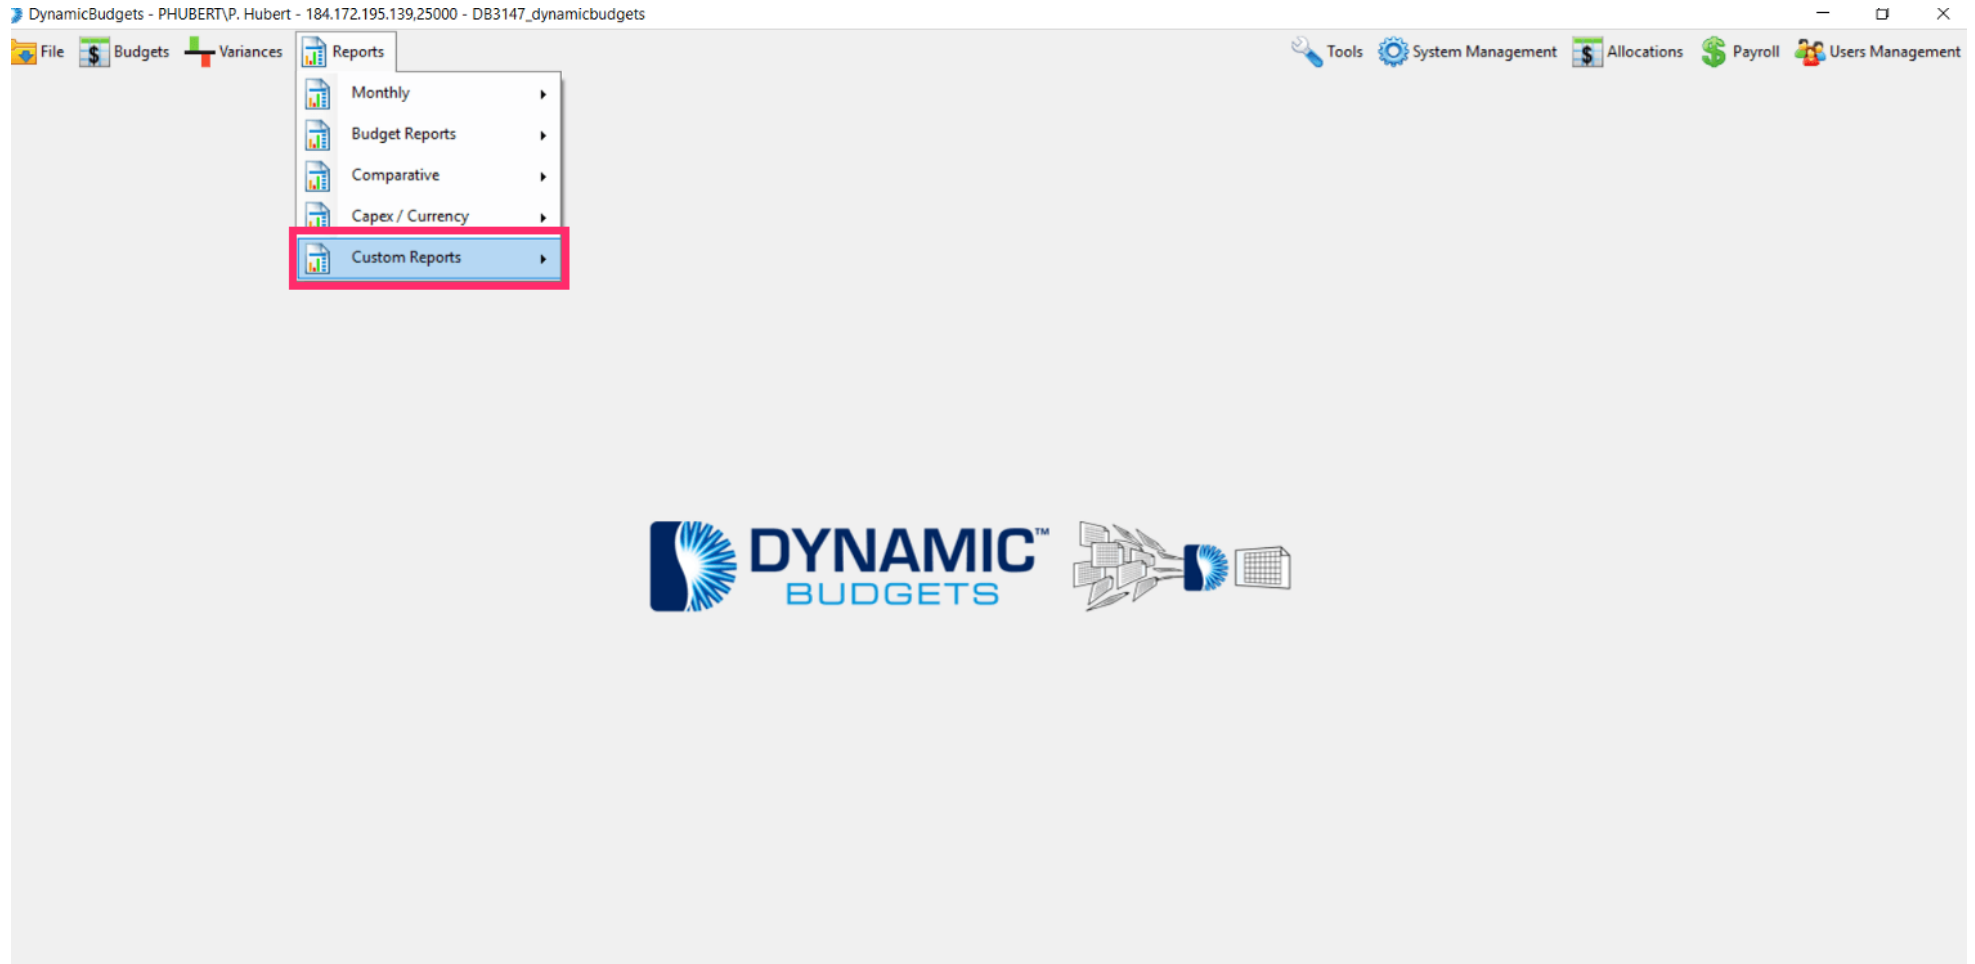 DynamicBudgets - PHUBERT\P. Hubert - 184.172.195.139,25000 - DB3147_dynamicbudgets
File Budgets Variances Reports Tools System Management Allocations Payroll Users Management
Monthly
Budget Reports
Comparative
Capex / Currency
Custom Reports
DYNAMIC™
BUDGETS